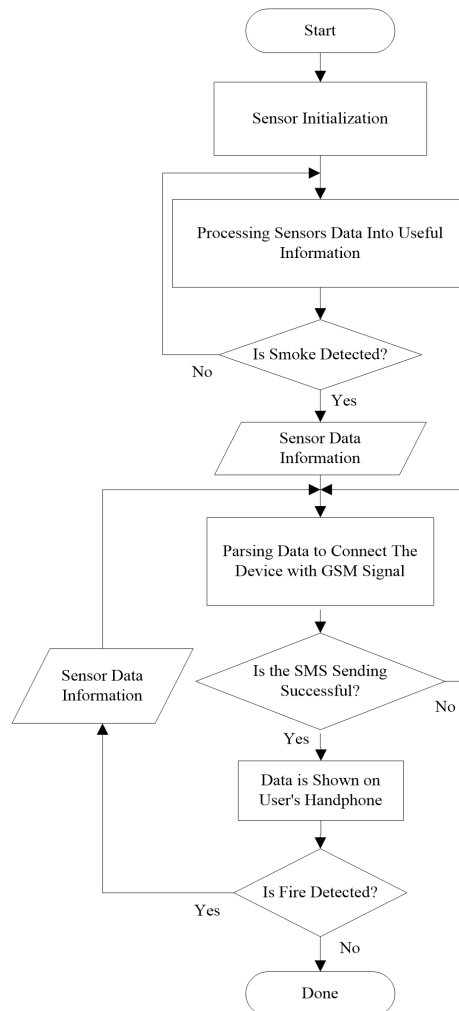 Start
Sensor Initialization
Processing Sensors Data Into Useful
Information
Is Smoke Detected?
No
Yes
Sensor Data
Information
Parsing Data to Connect The
Device with GSM Signal
Sensor Data
Information
Is the SMS Sending
Successful?
No
Yes
Data is Shown on
User's Handphone
Is Fire Detected?
Yes
No
Done